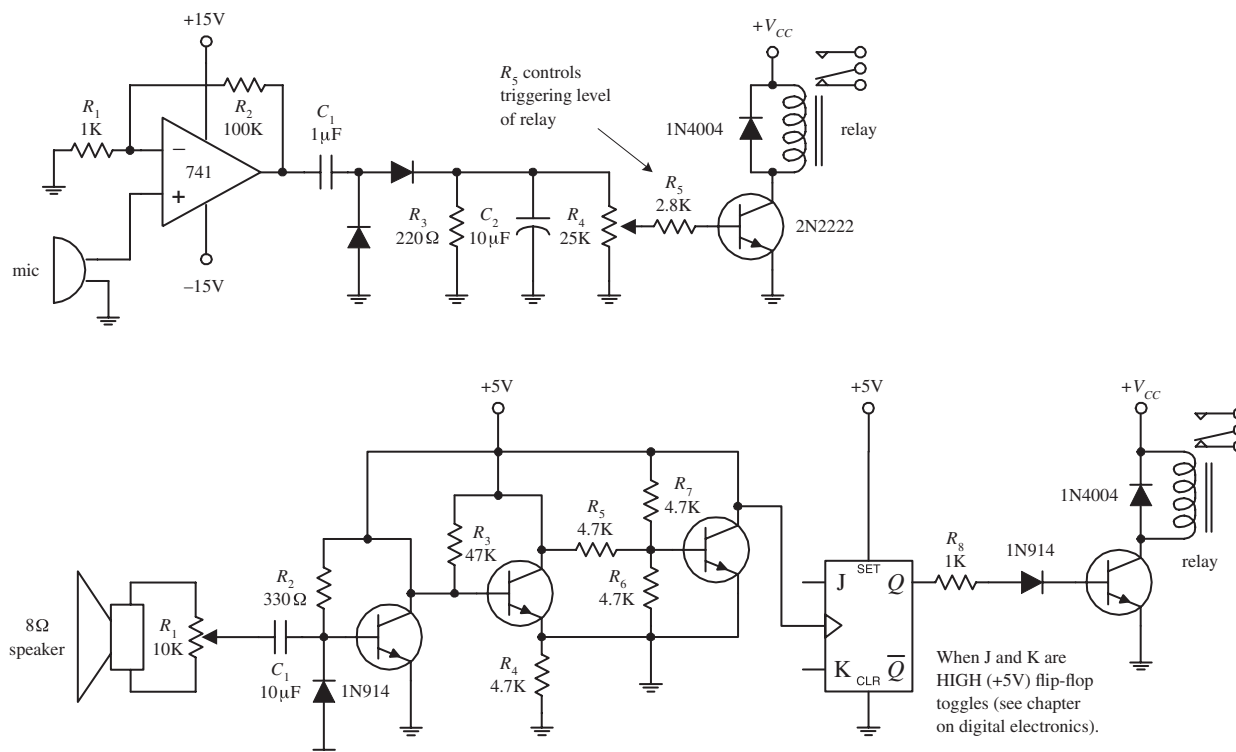 +15V
R₂
100K
R₁
1K
741
−
+
mic
–15V
C₁
1µF
R₃
220Ω
C₂
10µF
R₄
25K
R₅ controls
triggering level
of relay
R₅
2.8K
+V_CC
1N4004
relay
2N2222
+5V
8Ω
speaker
R₁
10K
C₁
10µF
R₂
330Ω
1N914
R₃
47K
R₄
4.7K
R₅
4.7K
R₇
4.7K
R₆
4.7K
+5V
SET
J
Q
K
CLR
Q̅
R₈
1K
1N914
+V_CC
1N4004
relay
When J and K are
HIGH (+5V) flip-flop
toggles (see chapter
on digital electronics).